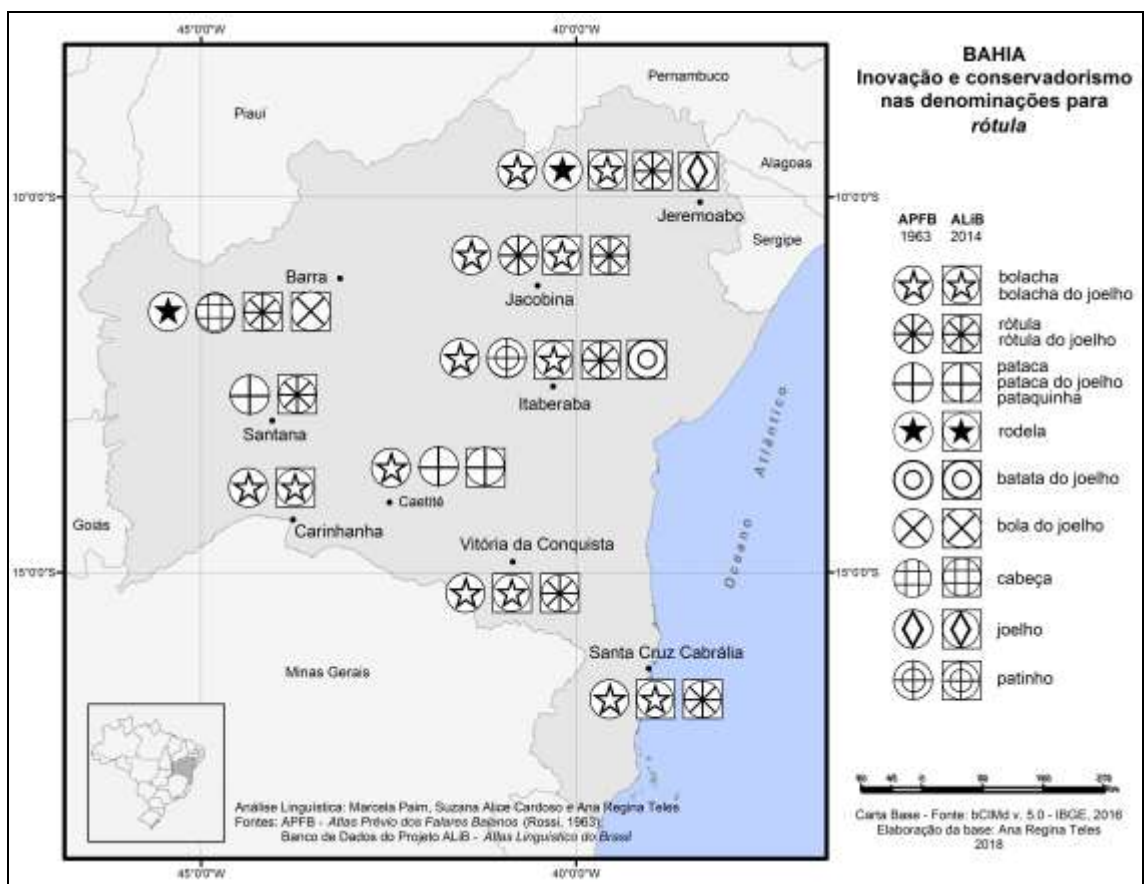 45°0'0"W
40°0'0"W
BAHIA
Inovação e conservadorismo
nas denominações para
rótula
Pernambuco
Piauí
Alagoas
10°0'0"S
10°0'0"S
Jeremoabo
Sergipe
APFB ALiB
1963 2014
Barra
Jacobina
bolacha
bolacha do joelho
rótula
rótula do joelho
Itaberaba
pataca
pataca do joelho
pataquinha
Santana
rodela
Oceano Atlântico
Caetité
batata do joelho
Goiás
Carinhanha
bola do joelho
Vitória da Conquista
15°0'0"S
15°0'0"S
cabeça
joelho
Santa Cruz Cabrália
Minas Gerais
patinho
Análise Linguística: Marcela Paim, Suzana Alice Cardoso e Ana Regina Teles
Fontes: APFB - Atlas Prévio dos Falares Baianos (Rossi, 1963);
Banco de Dados do Projeto ALiB - Atlas Linguístico do Brasil
Carta Base - Fonte: bCIMd v. 5.0 - IBGE, 2016
Elaboração da base: Ana Regina Teles
2018
45°0'0"W
40°0'0"W